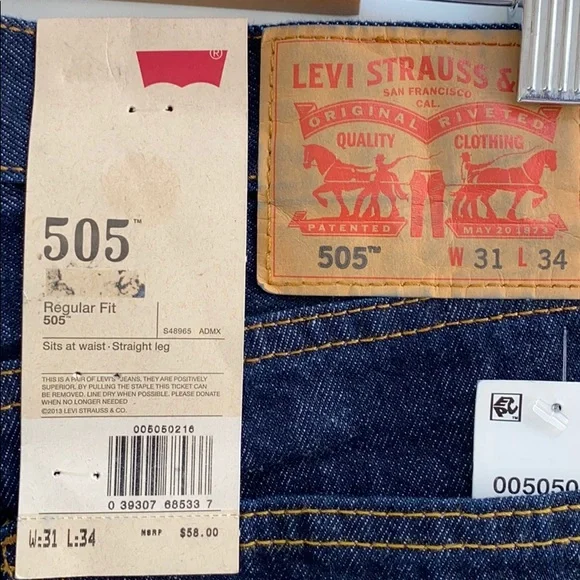 ®
505™
Regular Fit
505™
S48965 ADMX
Sits at waist · Straight leg
THIS IS A PAIR OF LEVI'S® JEANS, THEY ARE POSITIVELY
SUPERIOR. BY PULLING THE STAPLE THIS TICKET CAN
BE REMOVED. LINE DRY WHEN POSSIBLE. PLEASE DONATE
WHEN NO LONGER NEEDED
©2013 LEVI STRAUSS & CO.
005050216
0 39307 68533 7
W:31 L:34 MSRP $58.00
LEVI STRAUSS &
SAN FRANCISCO
CAL.
ORIGINAL RIVETED
QUALITY CLOTHING
PATENTED MAY 20 1873
505™ W 31 L 34
EPC™
005050